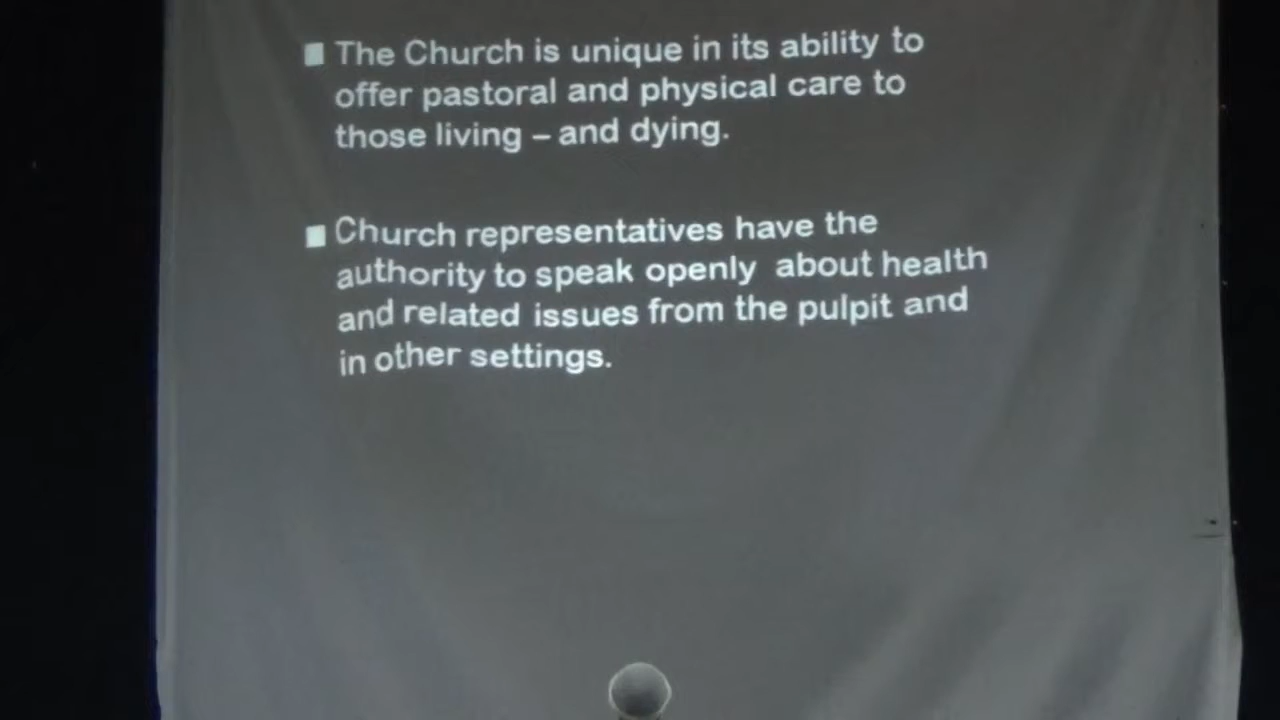 ■ The Church is unique in its ability to
offer pastoral and physical care to
those living – and dying.
■ Church representatives have the
authority to speak openly about health
and related issues from the pulpit and
in other settings.